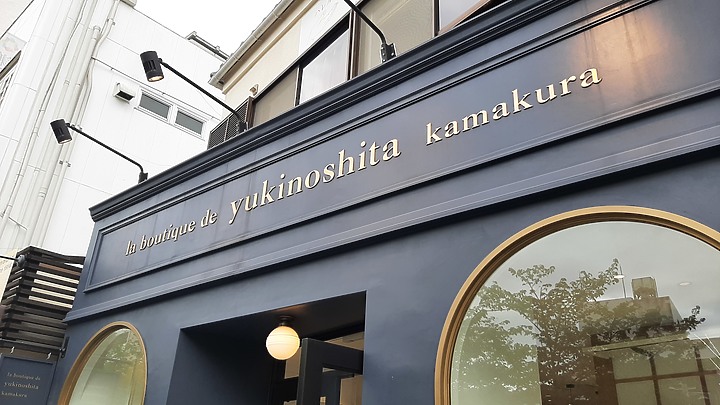 la boutique de yukinoshita kamakura
la boutique de
yukinoshita
kamakura